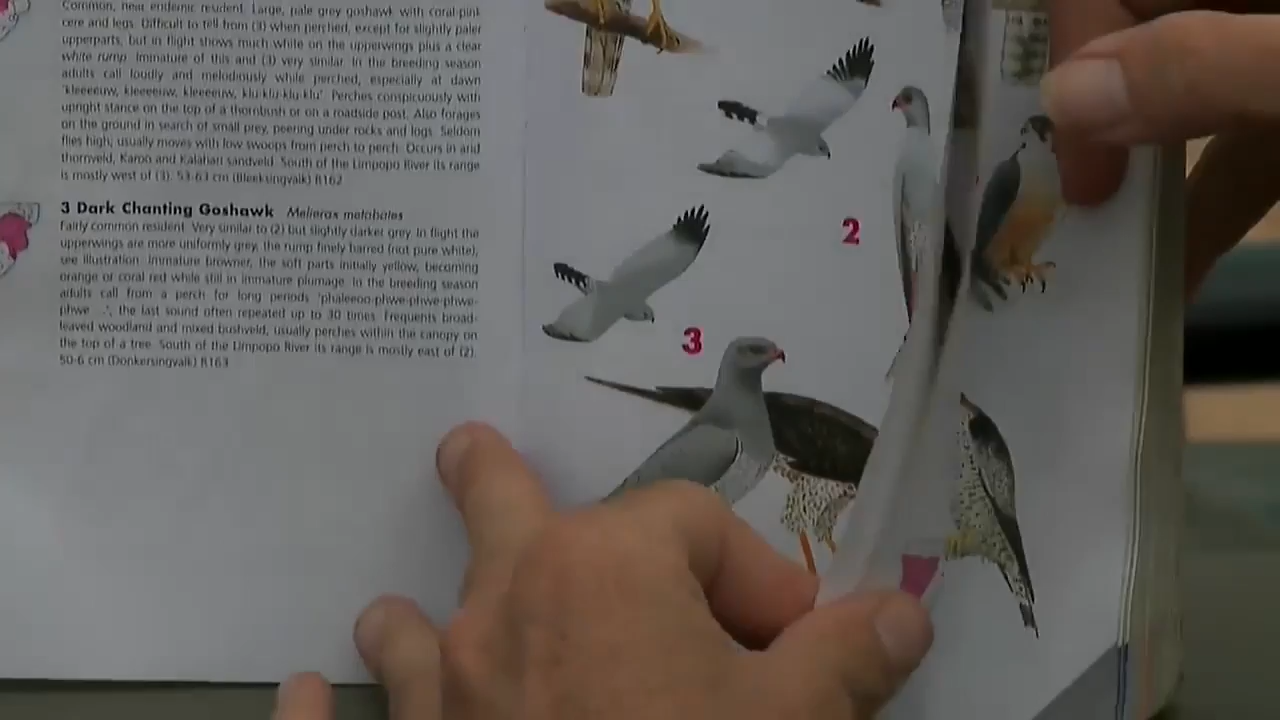 Common, near endemic resident. Large, pale grey goshawk with coral-pink
cere and legs. Difficult to tell from (3) when perched, except for slightly paler
upperparts, but in flight shows much white on the upperwings plus a clear
white rump. Immature of this and (3) very similar. In the breeding season
adults call loudly and melodiously while perched, especially at dawn
'kleeeeuw, kleeeeuw, kleeeeuw, klu-klu-klu-klu'. Perches conspicuously with
upright stance on the top of a thornbush or on a roadside post. Also forages
on the ground in search of small prey, peering under rocks and logs. Seldom
flies high; usually moves with low swoops from perch to perch. Occurs in arid
thornveld, Karoo and Kalahari sandveld. South of the Limpopo River its range
is mostly west of (3). 53-63 cm (Bleeksingvalk) R162
3 Dark Chanting Goshawk Melierax metabates
Fairly common resident. Very similar to (2) but slightly darker grey. In flight the
upperwings are more uniformly grey, the rump finely barred (not pure white),
see illustration. Immature browner, the soft parts initially yellow, becoming
orange or coral red while still in immature plumage. In the breeding season
adults call from a perch for long periods 'phaleeoo-phwe-phwe-phwe-
phwe ...', the last sound often repeated up to 30 times. Frequents broad-
leaved woodland and mixed bushveld, usually perches within the canopy on
the top of a tree. South of the Limpopo River its range is mostly east of (2).
50-6 cm (Donkersingvalk) R163
2
3